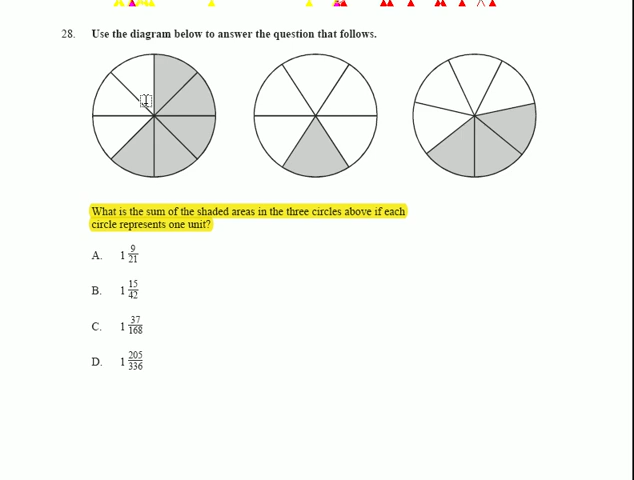 28. Use the diagram below to answer the question that follows.
What is the sum of the shaded areas in the three circles above if each
circle represents one unit?
A. 1 9/21
B. 1 15/42
C. 1 37/168
D. 1 205/336